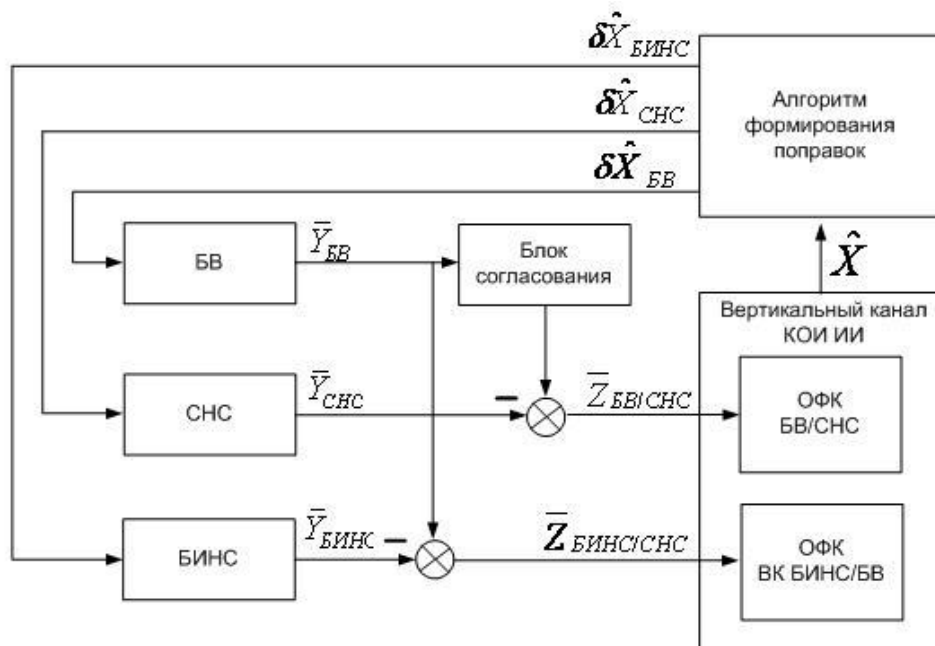 δX̂ БИНС
δX̂ СНС
δX̂ БВ
Алгоритм
формирования
поправок
БВ
Y̅ БВ
Блок
согласования
X̂
Вертикальный канал
КОИ ИИ
СНС
Y̅ СНС
−
Z̅ БВ/СНС
ОФК
БВ/СНС
БИНС
Y̅ БИНС
−
Z̅ БИНС/СНС
ОФК
ВК БИНС/БВ